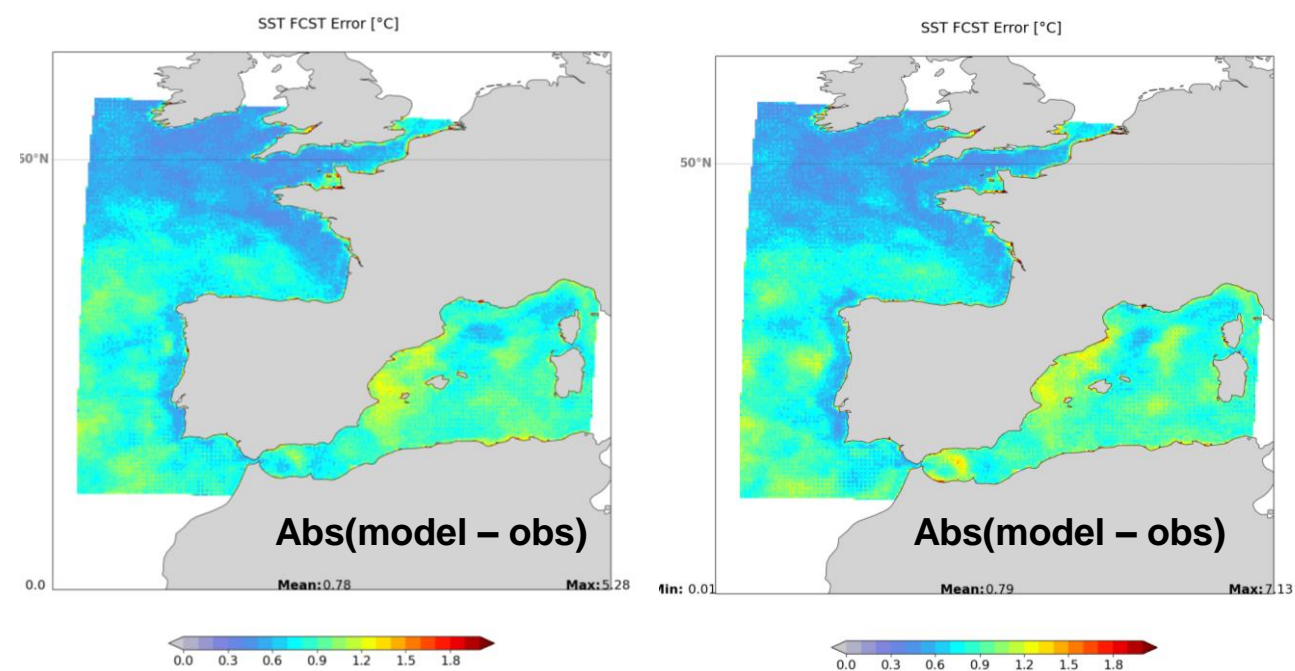 SST FCST Error [°C]
50°N
Abs(model – obs)
0.0 Mean:0.78 Max:5.28
0.0 0.3 0.6 0.9 1.2 1.5 1.8
SST FCST Error [°C]
50°N
Abs(model – obs)
Min: 0.01 Mean:0.79 Max:7.13
0.0 0.3 0.6 0.9 1.2 1.5 1.8